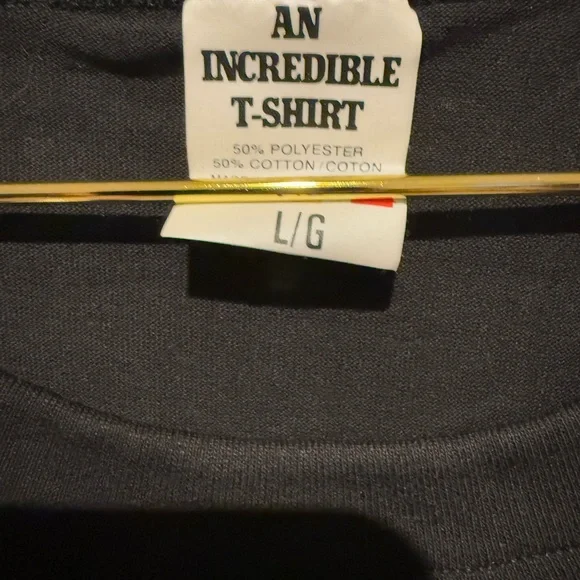 AN
INCREDIBLE
T-SHIRT
50% POLYESTER
50% COTTON/COTON
L/G